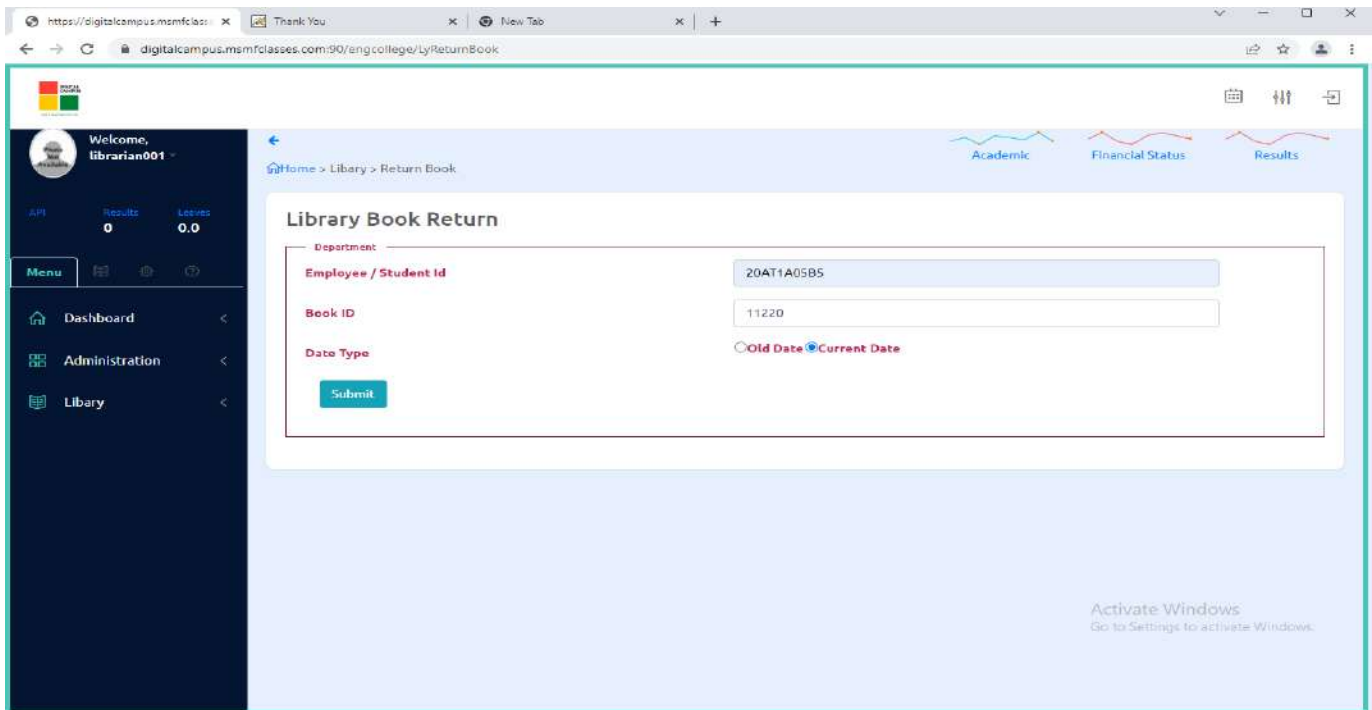 https://digitalcampus.msmfclass
Thank You
New Tab
digitalcampus.msmfclasses.com:90/engcollege/LyReturnBook
DIGITAL CAMPUS
Welcome,
librarian001
Home > Libary > Return Book
Academic
Financial Status
Results
API
Results
Leeves
0
0.0
Menu
Dashboard
Administration
Libary
Library Book Return
Department
Employee / Student Id
20AT1A05B5
Book ID
11220
Date Type
Old Date Current Date
Submit
Activate Windows
Go to Settings to activate Windows.